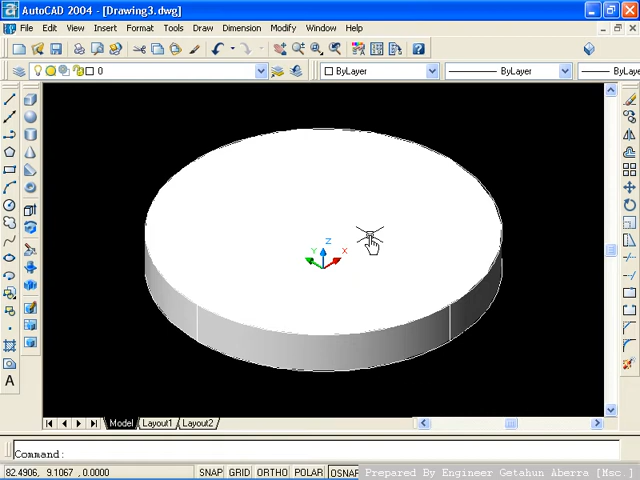 AutoCAD 2004 - [Drawing3.dwg]
File Edit View Insert Format Tools Draw Dimension Modify Window Help
0 ByLayer ByLayer ByLaye
Z
Y X
Model Layout1 Layout2
Command:
82.4906, 9.1067 ,0.0000 SNAP GRID ORTHO POLAR OSNA Prepared By Engineer Getahun Aberra [Msc.]